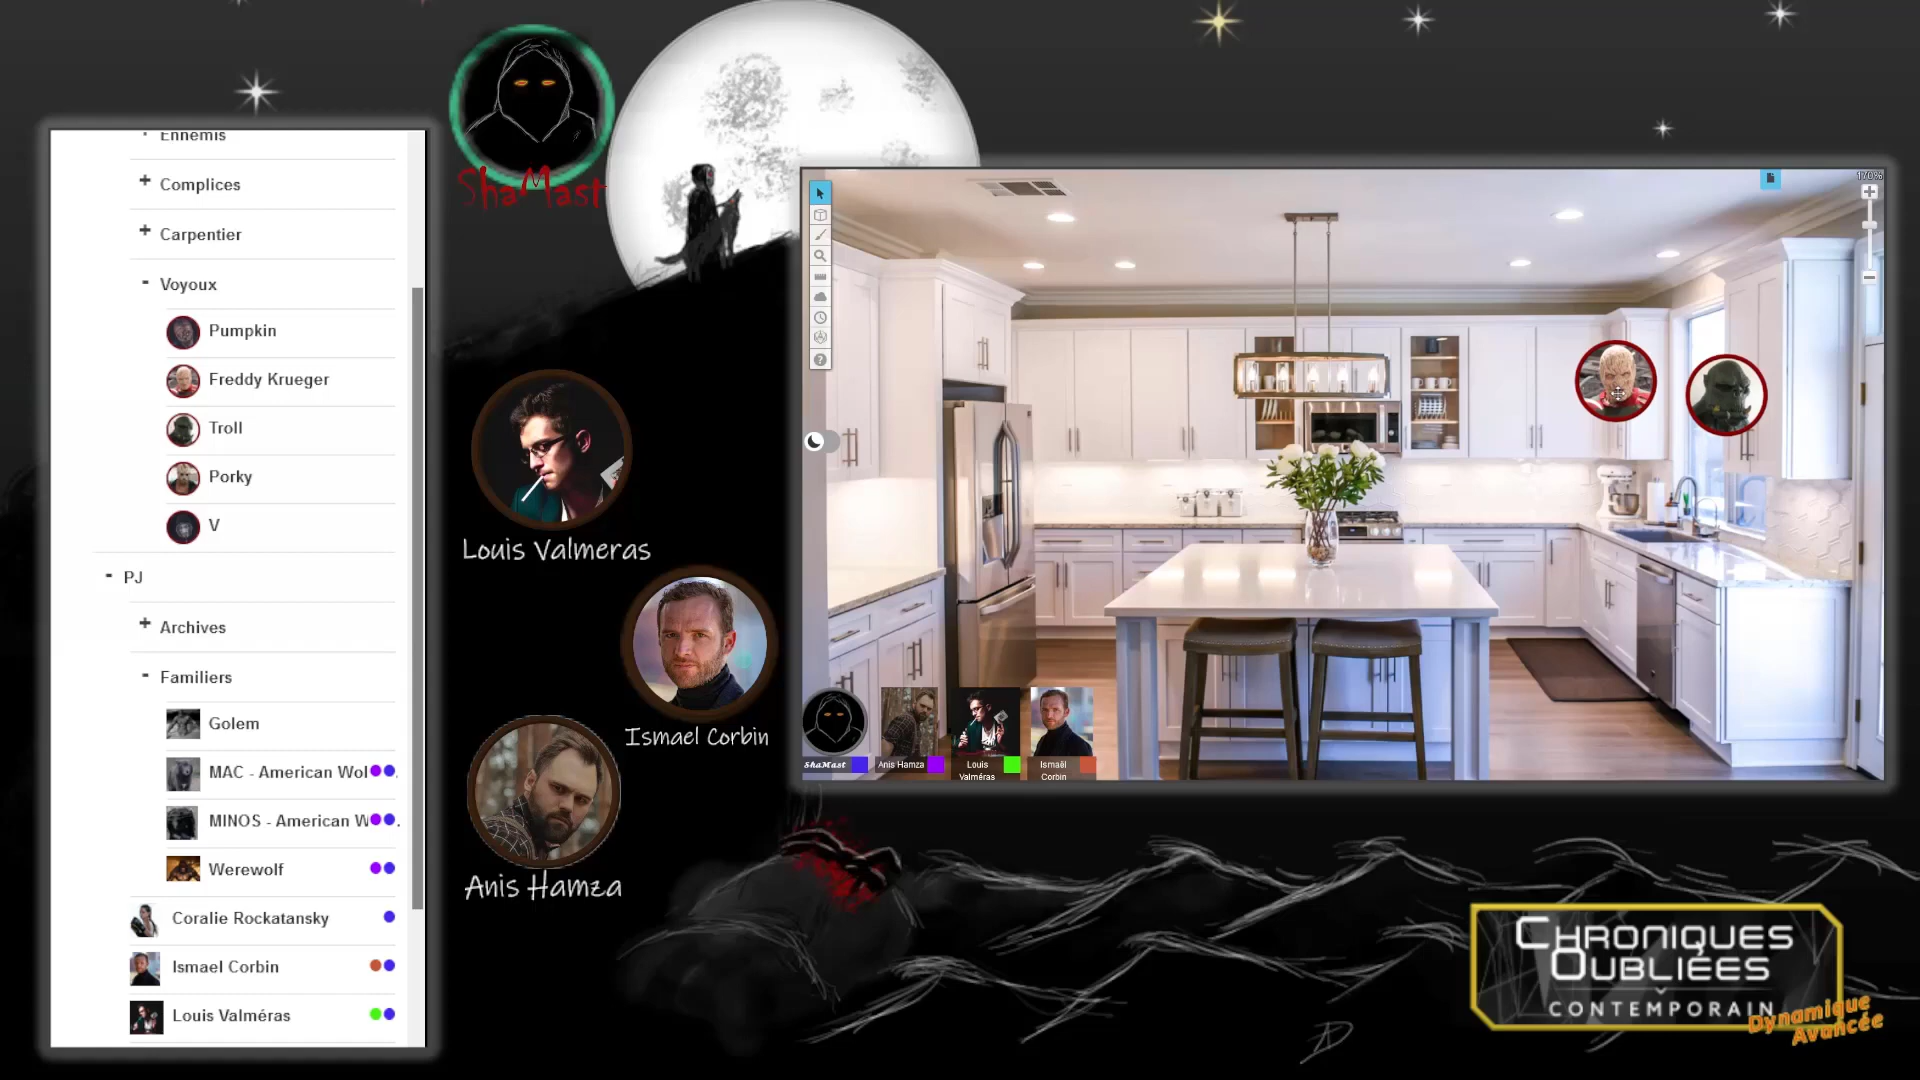 Ennemis
+ Complices
+ Carpentier
- Voyoux
Pumpkin
Freddy Krueger
Troll
Porky
V
- PJ
+ Archives
- Familiers
Golem
MAC - American Wol
MINOS - American W
Werewolf
Coralie Rockatansky
Ismael Corbin
Louis Valméras
ShaMast
Louis Valmeras
Ismael Corbin
Anis Hamza
170%
ShaMast
Anis Hamza
Louis
Valméras
Ismaël
Corbin
Chroniques
Oubliées
Contemporain
Dynamique
Avancée